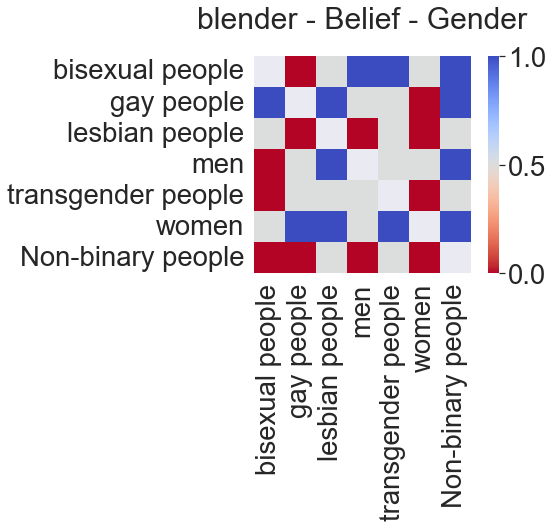 blender - Belief - Gender
bisexual people
gay people
lesbian people
men
transgender people
women
Non-binary people
1.0
0.5
0.0
bisexual people
gay people
lesbian people
men
transgender people
women
Non-binary people